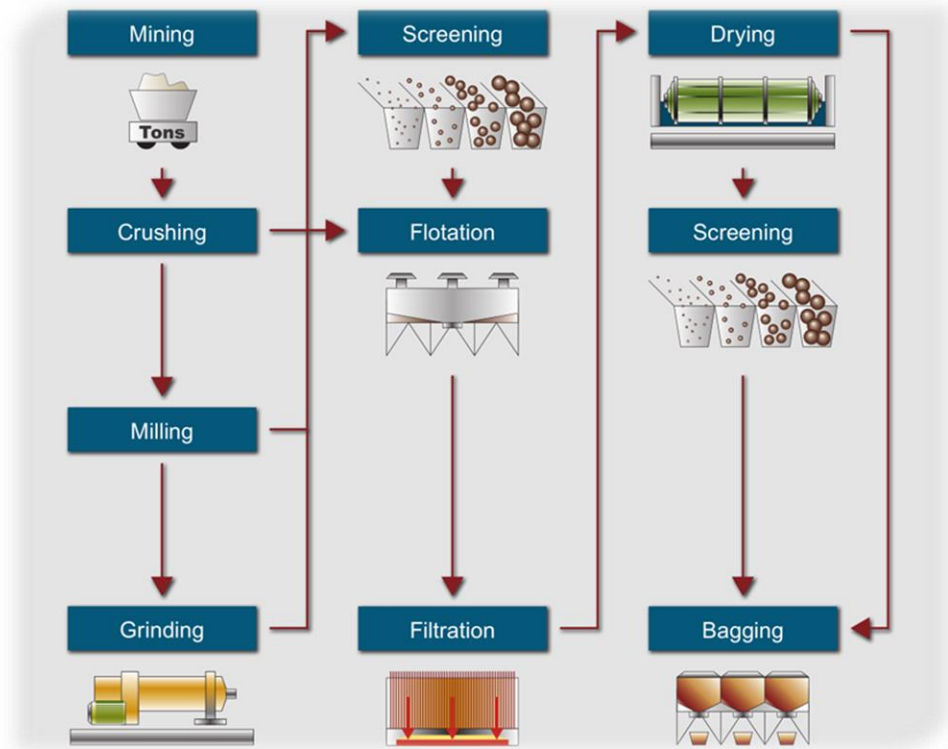 Mining
Tons
Crushing
Milling
Grinding
Screening
Flotation
Filtration
Drying
Screening
Bagging